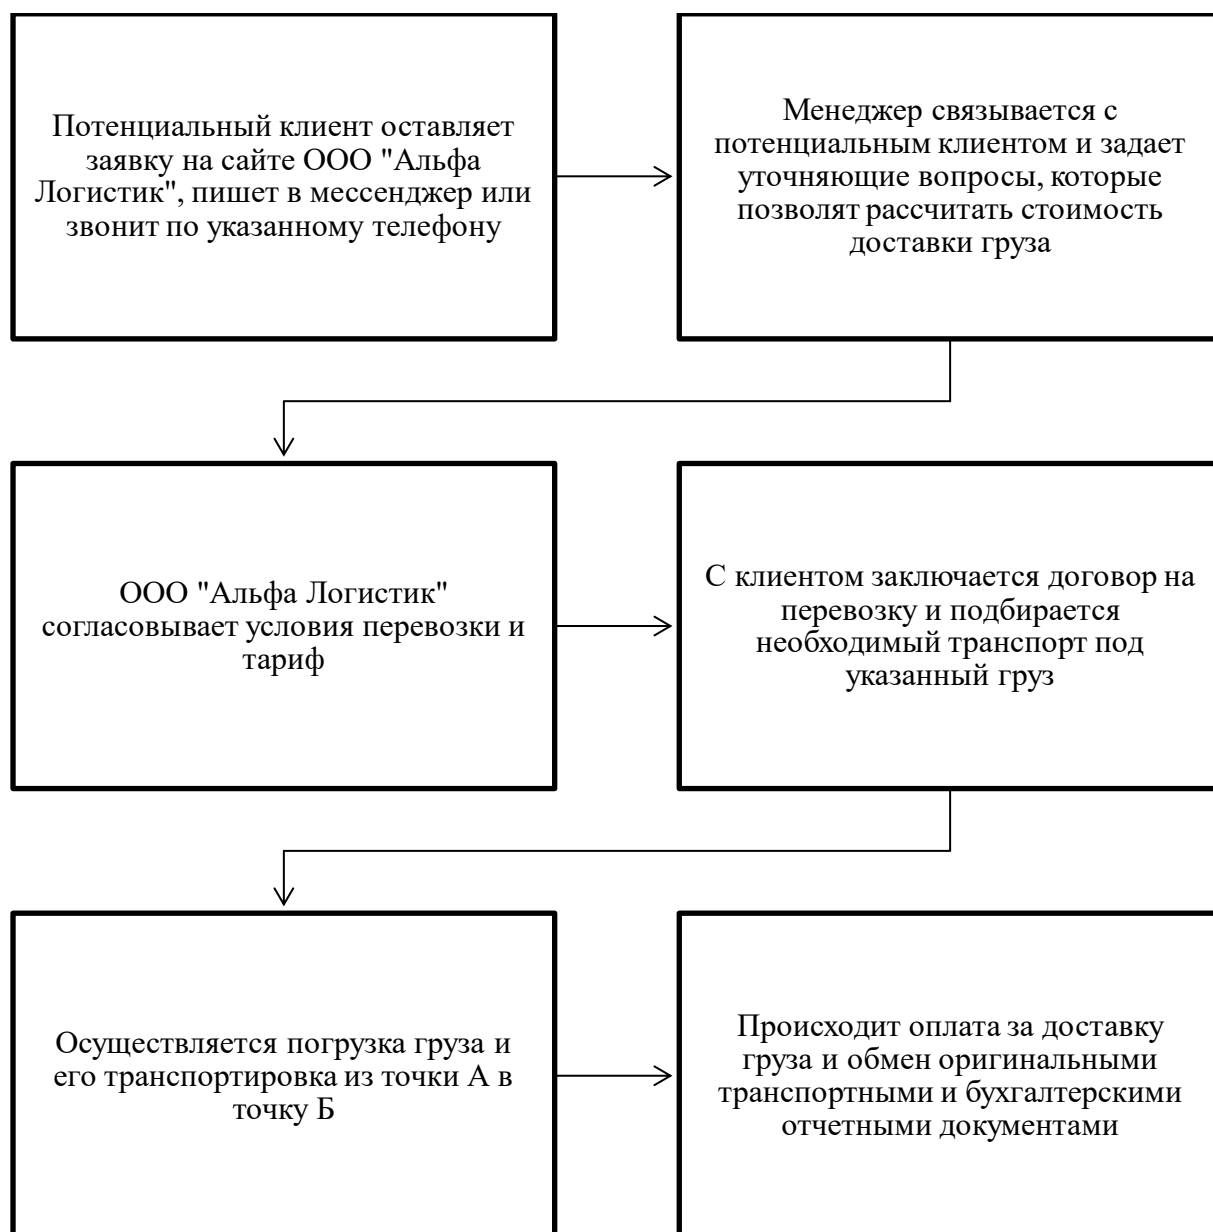 Потенциальный клиент оставляет
заявку на сайте ООО "Альфа
Логистик", пишет в мессенджер или
звонит по указанному телефону
Менеджер связывается с
потенциальным клиентом и задает
уточняющие вопросы, которые
позволят рассчитать стоимость
доставки груза
ООО "Альфа Логистик"
согласовывает условия перевозки и
тариф
С клиентом заключается договор на
перевозку и подбирается
необходимый транспорт под
указанный груз
Осуществляется погрузка груза и
его транспортировка из точки А в
точку Б
Происходит оплата за доставку
груза и обмен оригинальными
транспортными и бухгалтерскими
отчетными документами